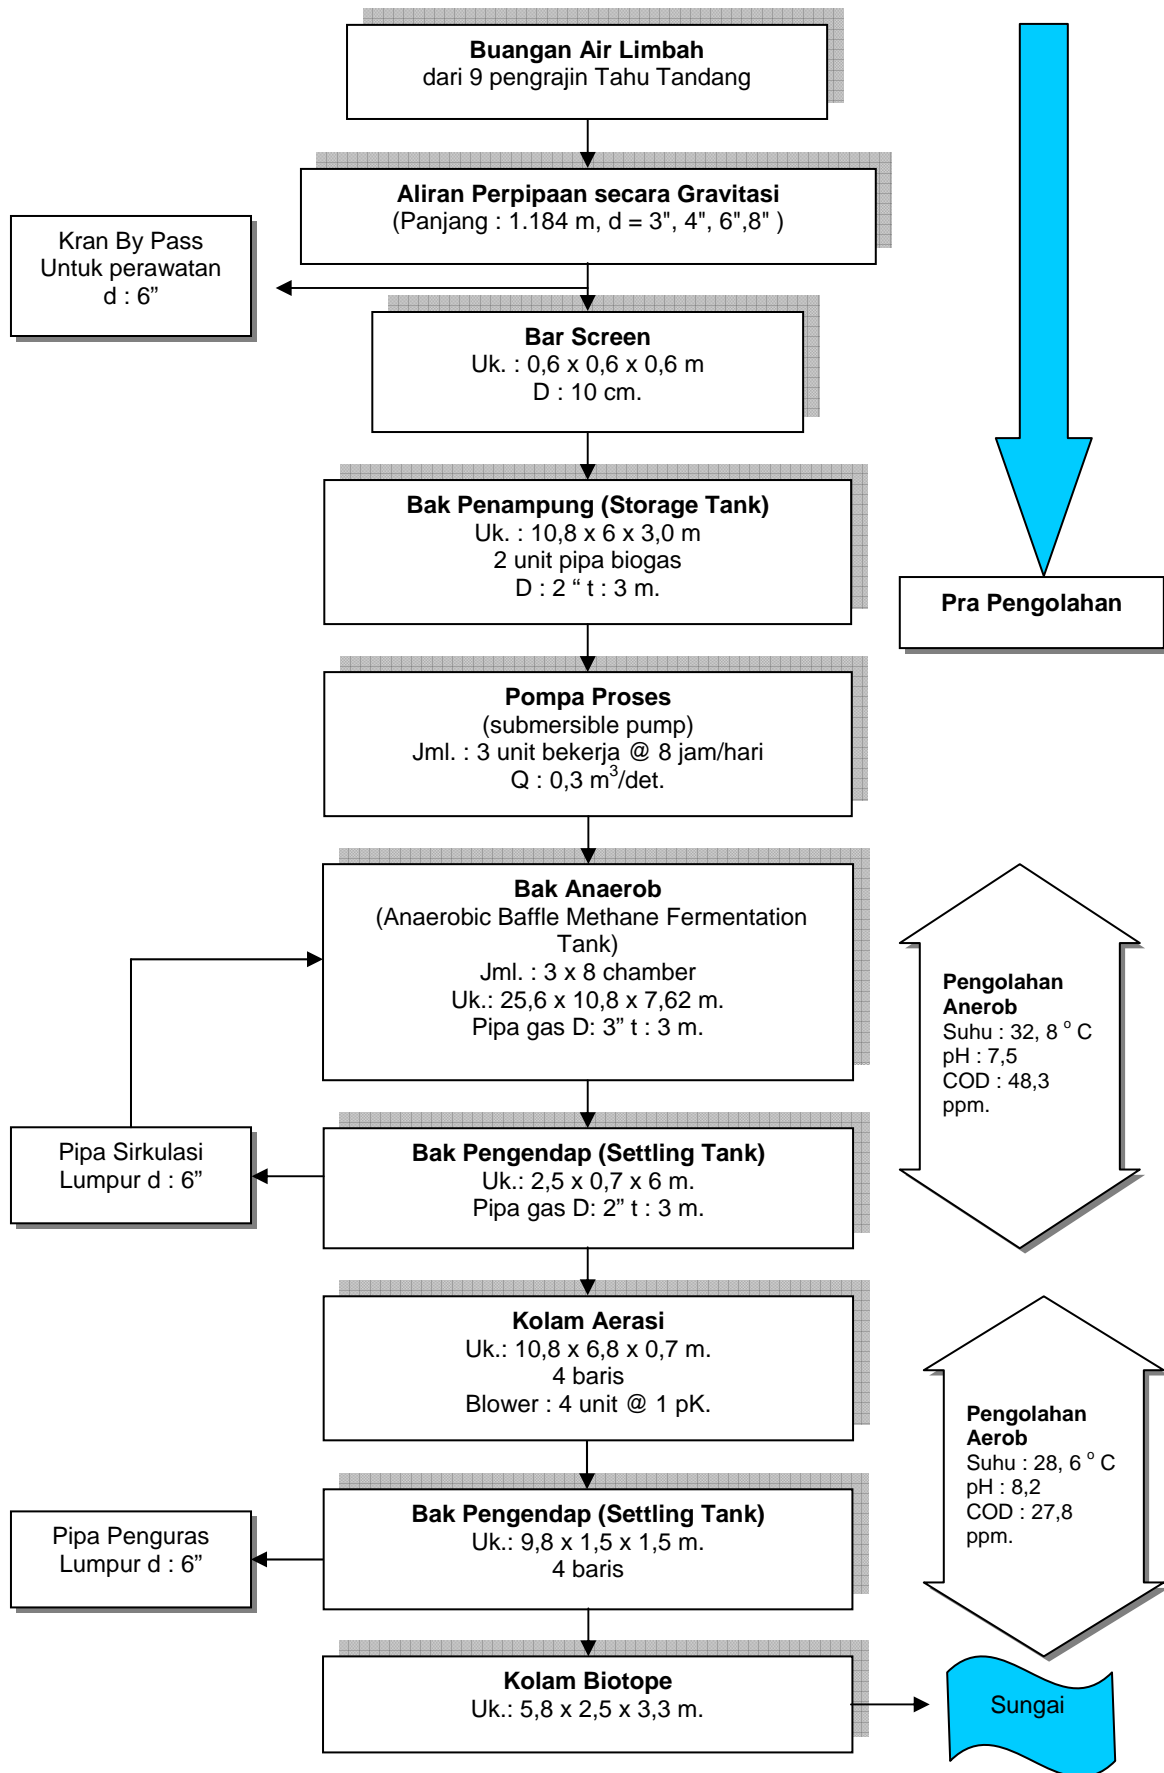 Buangan Air Limbah
dari 9 pengrajin Tahu Tandang
Aliran Perpipaan secara Gravitasi
(Panjang : 1.184 m, d = 3", 4", 6",8" )
Kran By Pass
Untuk perawatan
d : 6”
Bar Screen
Uk. : 0,6 x 0,6 x 0,6 m
D : 10 cm.
Bak Penampung (Storage Tank)
Uk. : 10,8 x 6 x 3,0 m
2 unit pipa biogas
D : 2 “ t : 3 m.
Pra Pengolahan
Pompa Proses
(submersible pump)
Jml. : 3 unit bekerja @ 8 jam/hari
Q : 0,3 m³/det.
Bak Anaerob
(Anaerobic Baffle Methane Fermentation
Tank)
Jml. : 3 x 8 chamber
Uk.: 25,6 x 10,8 x 7,62 m.
Pipa gas D: 3” t : 3 m.
Pengolahan
Anerob
Suhu : 32, 8 ° C
pH : 7,5
COD : 48,3
ppm.
Pipa Sirkulasi
Lumpur d : 6”
Bak Pengendap (Settling Tank)
Uk.: 2,5 x 0,7 x 6 m.
Pipa gas D: 2” t : 3 m.
Kolam Aerasi
Uk.: 10,8 x 6,8 x 0,7 m.
4 baris
Blower : 4 unit @ 1 pK.
Pengolahan
Aerob
Suhu : 28, 6 ° C
pH : 8,2
COD : 27,8
ppm.
Pipa Penguras
Lumpur d : 6”
Bak Pengendap (Settling Tank)
Uk.: 9,8 x 1,5 x 1,5 m.
4 baris
Kolam Biotope
Uk.: 5,8 x 2,5 x 3,3 m.
Sungai